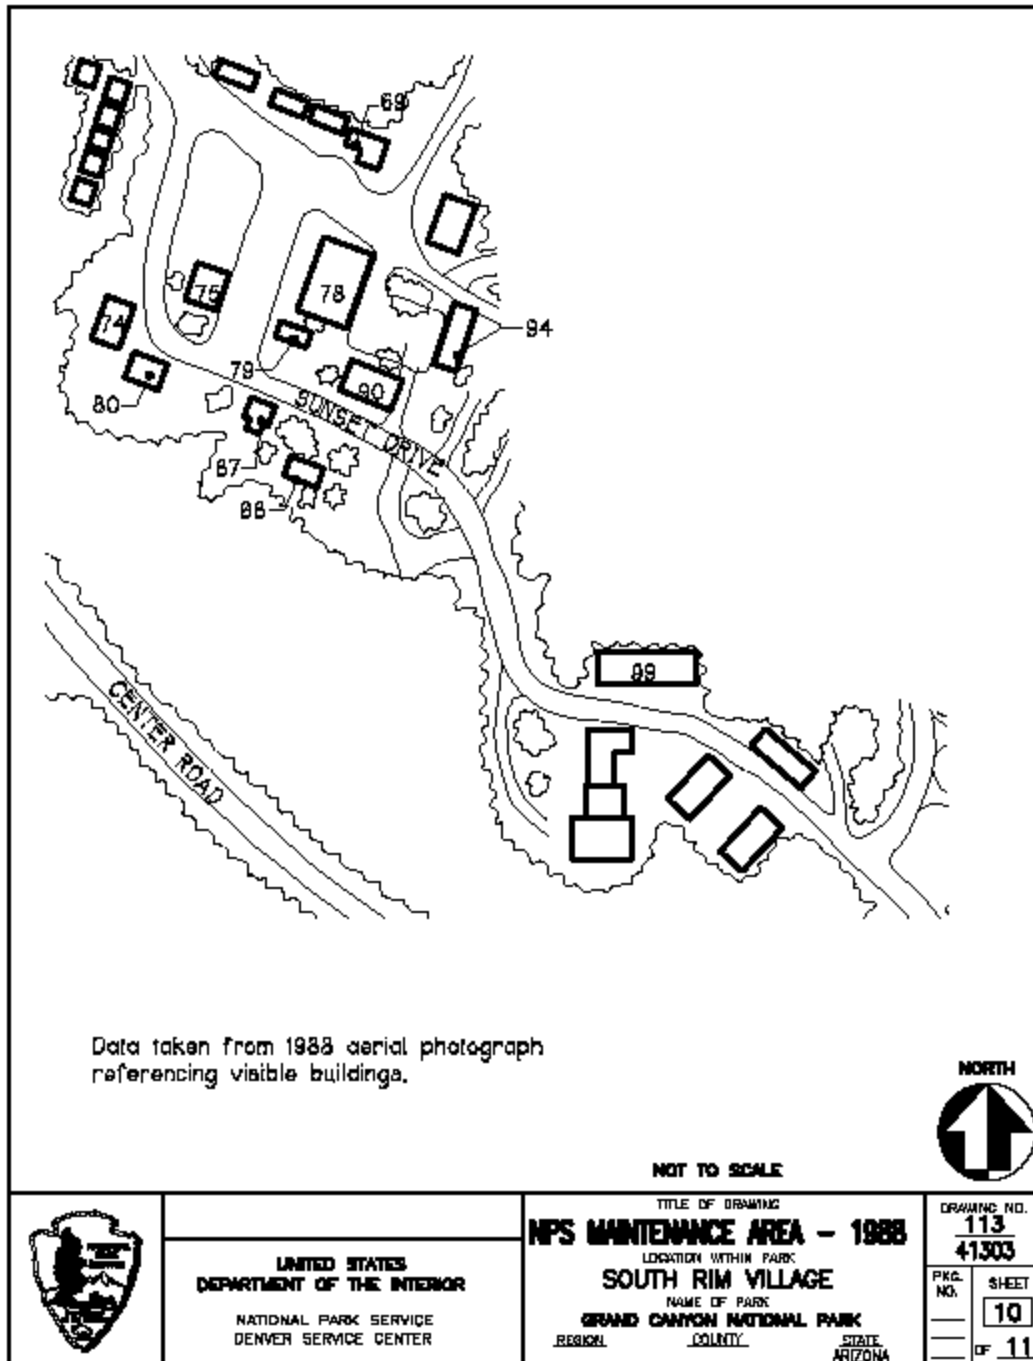 69
75
78
74
94
79
90
80
SUNSET DRIVE
87
88
99
CENTER ROAD
Data taken from 1988 aerial photograph
referencing visible buildings.
NORTH
NOT TO SCALE
UNITED STATES
DEPARTMENT OF THE INTERIOR
NATIONAL PARK SERVICE
DENVER SERVICE CENTER
TITLE OF DRAWING
NPS MAINTENANCE AREA - 1988
LOCATION WITHIN PARK
SOUTH RIM VILLAGE
NAME OF PARK
GRAND CANYON NATIONAL PARK
REGION COUNTY STATE
ARIZONA
DRAWING NO.
113
41303
PKG. NO.
SHEET
10
OF 11